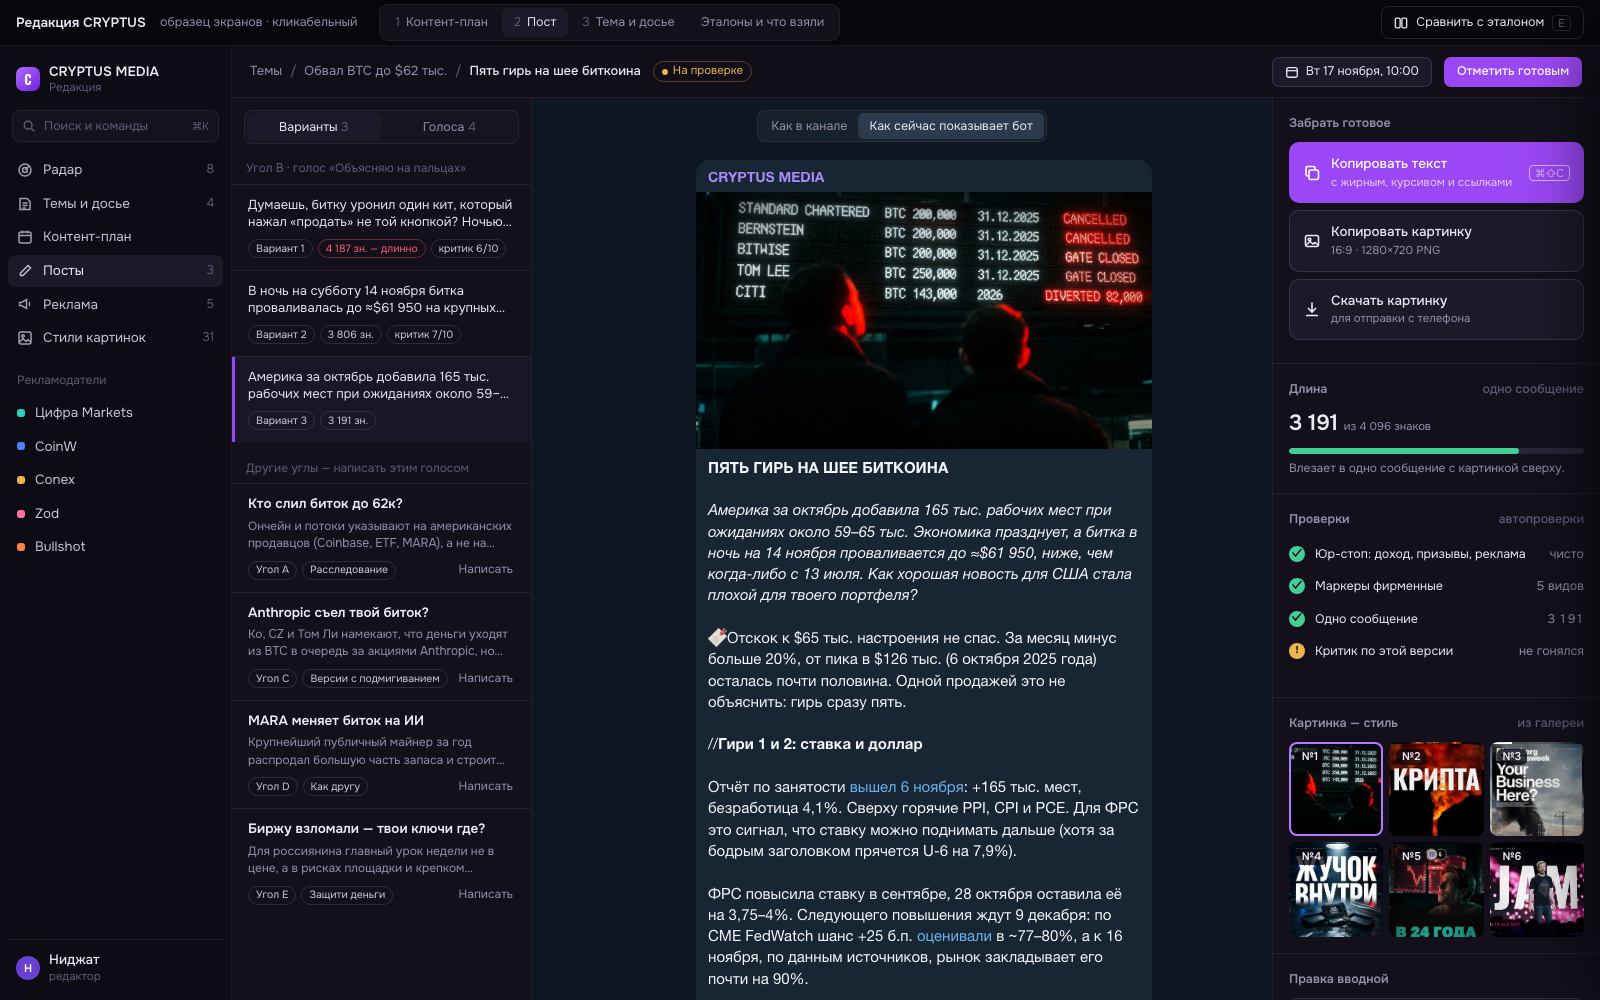 Редакция CRYPTUS
образец экранов · кликабельный
1 Контент-план
2 Пост
3 Тема и досье
Эталоны и что взяли
Сравнить с эталоном E
C
CRYPTUS MEDIA
Редакция
Поиск и команды ⌘K
Радар 8
Темы и досье 4
Контент-план
Посты 3
Реклама 5
Стили картинок 31
Рекламодатели
Цифра Markets
CoinW
Conex
Zod
Bullshot
Н
Ниджат
редактор
Темы / Обвал BTC до $62 тыс. / Пять гирь на шее биткоина
На проверке
Вт 17 ноября, 10:00
Отметить готовым
Варианты 3
Голоса 4
Угол B · голос «Объясняю на пальцах»
Думаешь, битку уронил один кит, который
нажал «продать» не той кнопкой? Ночью…
Вариант 1
4 187 зн. — длинно
критик 6/10
В ночь на субботу 14 ноября битка
проваливалась до ≈$61 950 на крупных…
Вариант 2
3 806 зн.
критик 7/10
Америка за октябрь добавила 165 тыс.
рабочих мест при ожиданиях около 59–…
Вариант 3
3 191 зн.
Другие углы — написать этим голосом
Кто слил биток до 62к?
Ончейн и потоки указывают на американских
продавцов (Coinbase, ETF, MARA), а не на…
Угол A
Расследование
Написать
Anthropic съел твой биток?
Ко, CZ и Том Ли намекают, что деньги уходят
из BTC в очередь за акциями Anthropic, но…
Угол C
Версии с подмигиванием
Написать
MARA меняет биток на ИИ
Крупнейший публичный майнер за год
распродал большую часть запаса и строит…
Угол D
Как другу
Написать
Биржу взломали — твои ключи где?
Для россиянина главный урок недели не в
цене, а в рисках площадки и крепком…
Угол E
Защити деньги
Написать
Как в канале
Как сейчас показывает бот
CRYPTUS MEDIA
STANDARD CHARTERED BTC 200,000 31.12.2025 CANCELLED
BERNSTEIN BTC 200,000 31.12.2025 CANCELLED
BITWISE BTC 200,000 31.12.2025 GATE CLOSED
TOM LEE BTC 250,000 31.12.2025 GATE CLOSED
CITI BTC 143,000 2026 DIVERTED 82,000
ПЯТЬ ГИРЬ НА ШЕЕ БИТКОИНА
Америка за октябрь добавила 165 тыс. рабочих мест при
ожиданиях около 59–65 тыс. Экономика празднует, а битка в
ночь на 14 ноября проваливается до ≈$61 950, ниже, чем
когда-либо с 13 июля. Как хорошая новость для США стала
плохой для твоего портфеля?
Отскок к $65 тыс. настроения не спас. За месяц минус
больше 20%, от пика в $126 тыс. (6 октября 2025 года)
осталась почти половина. Одной продажей это не
объяснить: гирь сразу пять.
//Гири 1 и 2: ставка и доллар
Отчёт по занятости вышел 6 ноября: +165 тыс. мест,
безработица 4,1%. Сверху горячие PPI, CPI и PCE. Для ФРС
это сигнал, что ставку можно поднимать дальше (хотя за
бодрым заголовком прячется U-6 на 7,9%).
ФРС повысила ставку в сентябре, 28 октября оставила её
на 3,75–4%. Следующего повышения ждут 9 декабря: по
CME FedWatch шанс +25 б.п. оценивали в ~77–80%, а к 16
ноября, по данным источников, рынок закладывает его
почти на 90%.
Забрать готовое
Копировать текст
с жирным, курсивом и ссылками
⌘⇧C
Копировать картинку
16:9 · 1280×720 PNG
Скачать картинку
для отправки с телефона
Длина
одно сообщение
3 191 из 4 096 знаков
Влезает в одно сообщение с картинкой сверху.
Проверки
автопроверки
Юр-стоп: доход, призывы, реклама чисто
Маркеры фирменные 5 видов
Одно сообщение 3 191
Критик по этой версии не гонялся
Картинка — стиль
из галереи
№1
№2
КРИПТА
№3
Your
Business
Here?
№4
ЖУЧОК
ВНУТРИ
№5
В 24 ГОДА
№6
JAM
Правка вводной